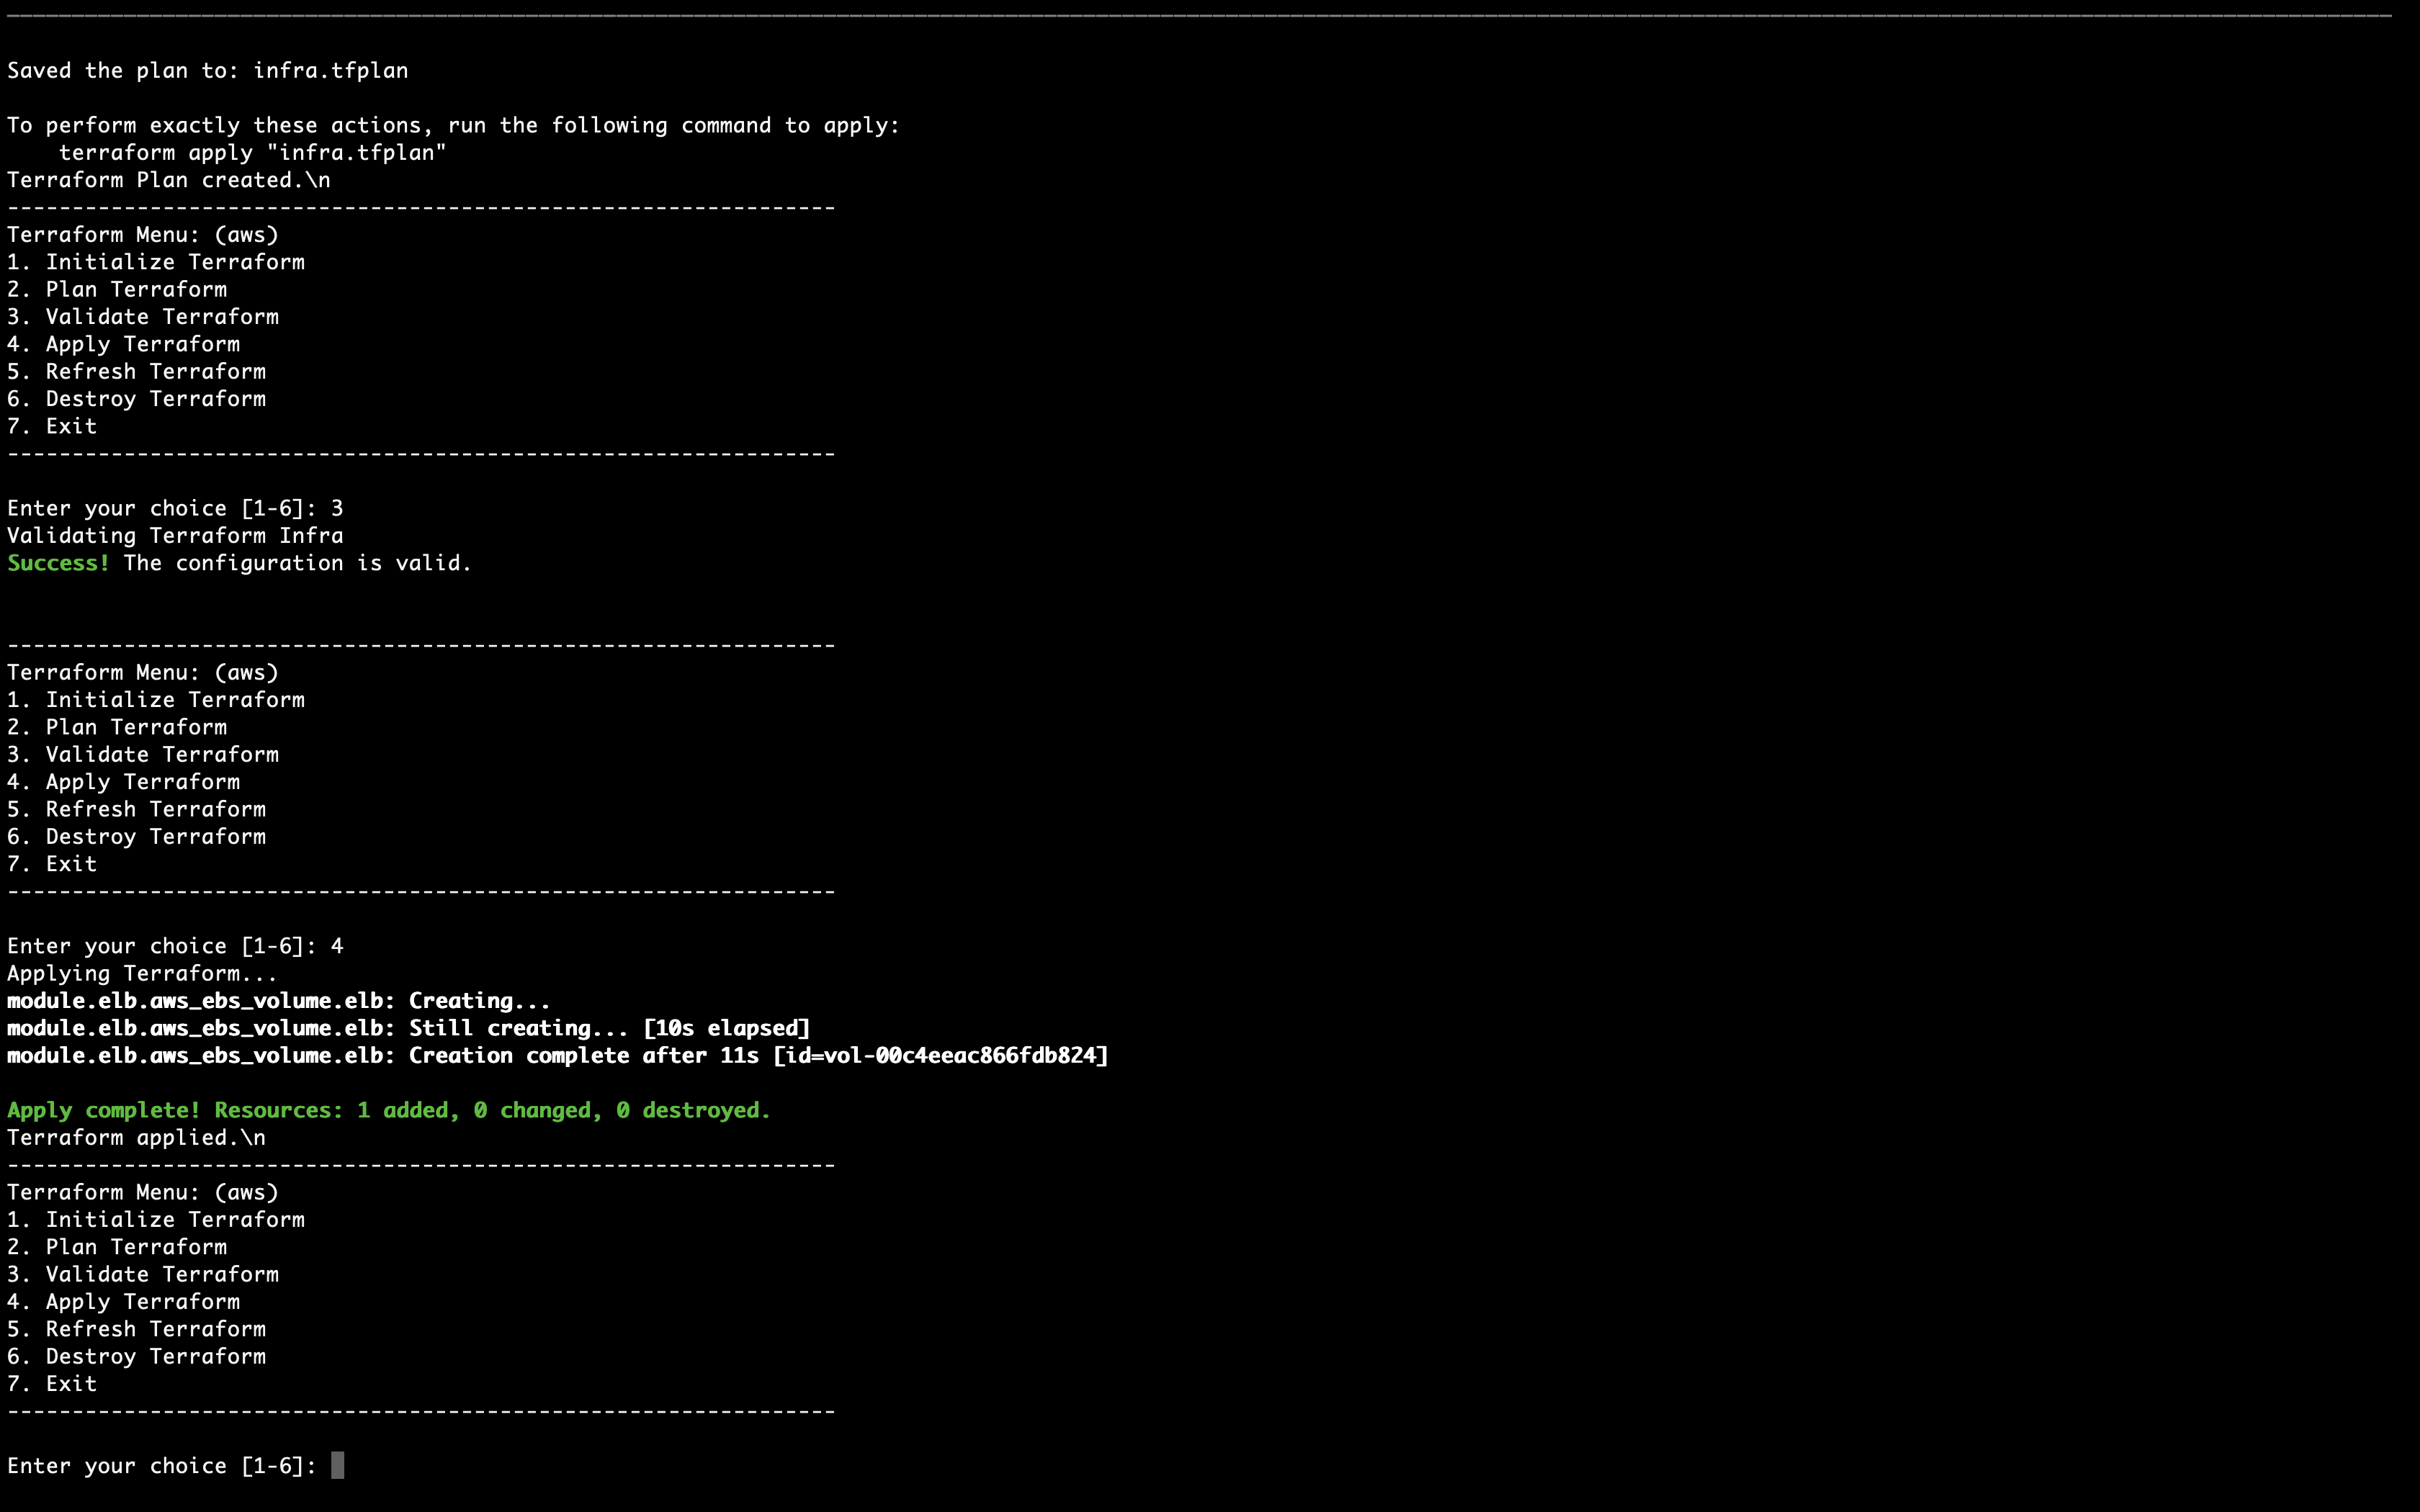 Saved the plan to: infra.tfplan
To perform exactly these actions, run the following command to apply:
    terraform apply "infra.tfplan"
Terraform Plan created.\n
----------------------------------------------------------------
Terraform Menu: (aws)
1. Initialize Terraform
2. Plan Terraform
3. Validate Terraform
4. Apply Terraform
5. Refresh Terraform
6. Destroy Terraform
7. Exit
----------------------------------------------------------------
Enter your choice [1-6]: 3
Validating Terraform Infra
Success! The configuration is valid.
----------------------------------------------------------------
Terraform Menu: (aws)
1. Initialize Terraform
2. Plan Terraform
3. Validate Terraform
4. Apply Terraform
5. Refresh Terraform
6. Destroy Terraform
7. Exit
----------------------------------------------------------------
Enter your choice [1-6]: 4
Applying Terraform...
module.elb.aws_ebs_volume.elb: Creating...
module.elb.aws_ebs_volume.elb: Still creating... [10s elapsed]
module.elb.aws_ebs_volume.elb: Creation complete after 11s [id=vol-00c4eeac866fdb824]
Apply complete! Resources: 1 added, 0 changed, 0 destroyed.
Terraform applied.\n
----------------------------------------------------------------
Terraform Menu: (aws)
1. Initialize Terraform
2. Plan Terraform
3. Validate Terraform
4. Apply Terraform
5. Refresh Terraform
6. Destroy Terraform
7. Exit
----------------------------------------------------------------
Enter your choice [1-6]: